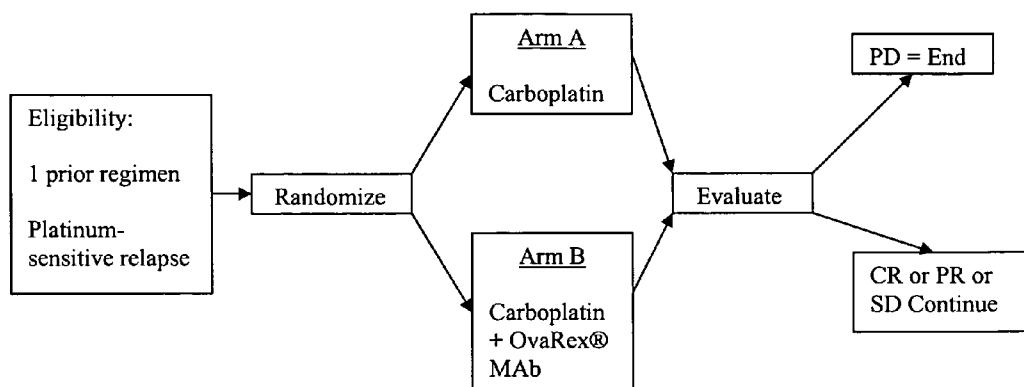 Eligibility:
1 prior regimen
Platinum-
sensitive relapse
Randomize
Arm A
Carboplatin
Arm B
Carboplatin
+ OvaRex®
MAb
Evaluate
PD = End
CR or PR or
SD Continue